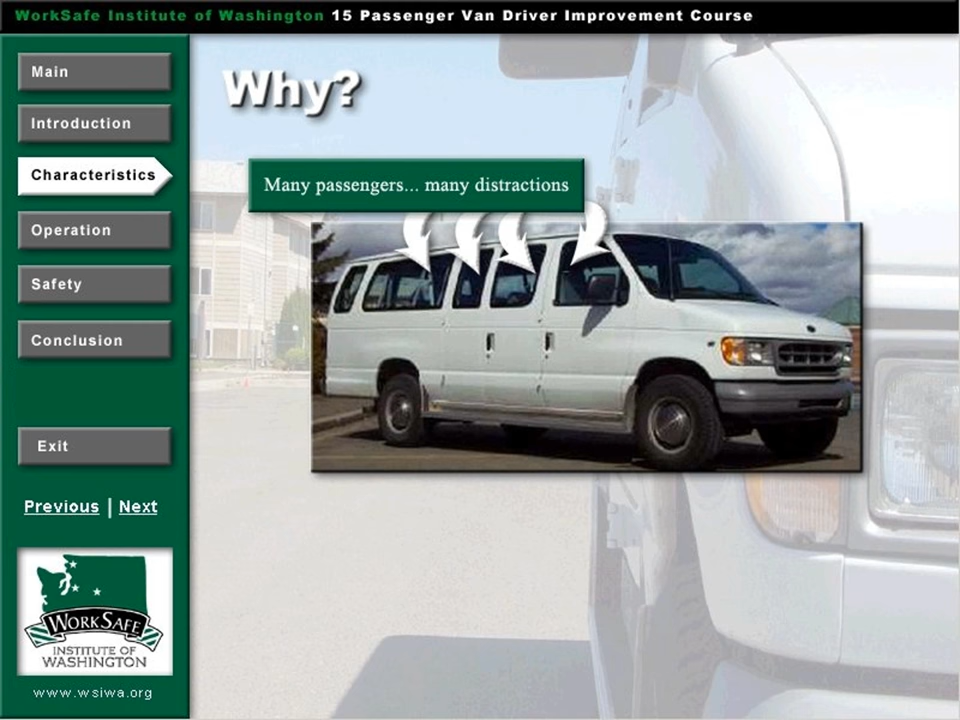 WorkSafe Institute of Washington 15 Passenger Van Driver Improvement Course
Main
Introduction
Characteristics
Operation
Safety
Conclusion
Exit
Previous | Next
WORKSAFE
INSTITUTE OF
WASHINGTON
www.wsiwa.org
Why?
Many passengers... many distractions